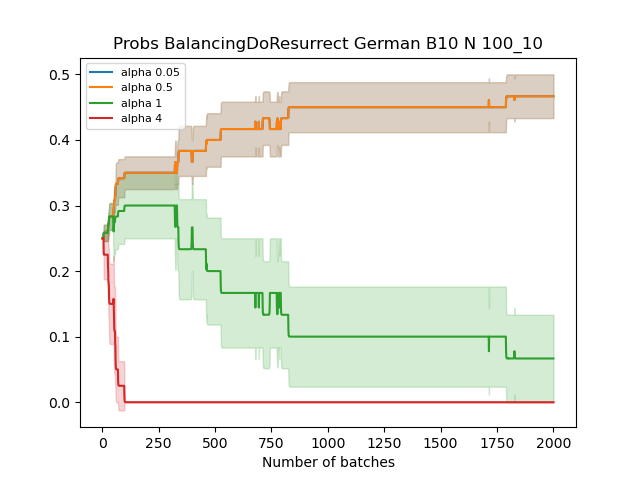 Probs BalancingDoResurrect German B10 N 100_10
alpha 0.05
alpha 0.5
alpha 1
alpha 4
0.5
0.4
0.3
0.2
0.1
0.0
0 250 500 750 1000 1250 1500 1750 2000
Number of batches